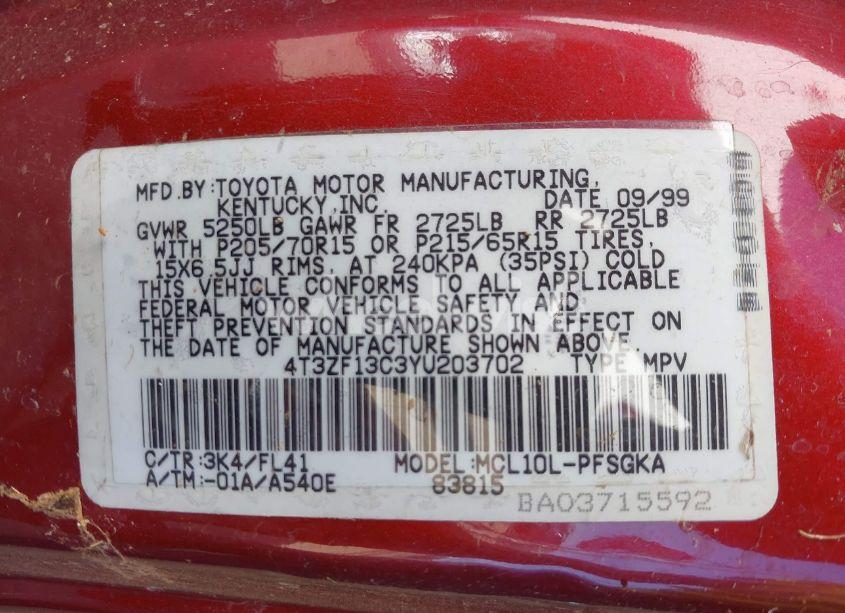 MFD.BY:TOYOTA MOTOR MANUFACTURING,
KENTUCKY,INC. DATE 09/99
GVWR 5250LB GAWR FR 2725LB RR 2725LB
WITH P205/70R15 OR P215/65R15 TIRES,
15X6.5JJ RIMS, AT 240KPA (35PSI) COLD
THIS VEHICLE CONFORMS TO ALL APPLICABLE
FEDERAL MOTOR VEHICLE SAFETY AND
THEFT PREVENTION STANDARDS IN EFFECT ON
THE DATE OF MANUFACTURE SHOWN ABOVE.
4T3ZF13C3YU203702 TYPE MPV
C/TR:3K4/FL41 MODEL:MCL10L-PFSGKA
A/TM:-01A/A540E 83815
BA03715592